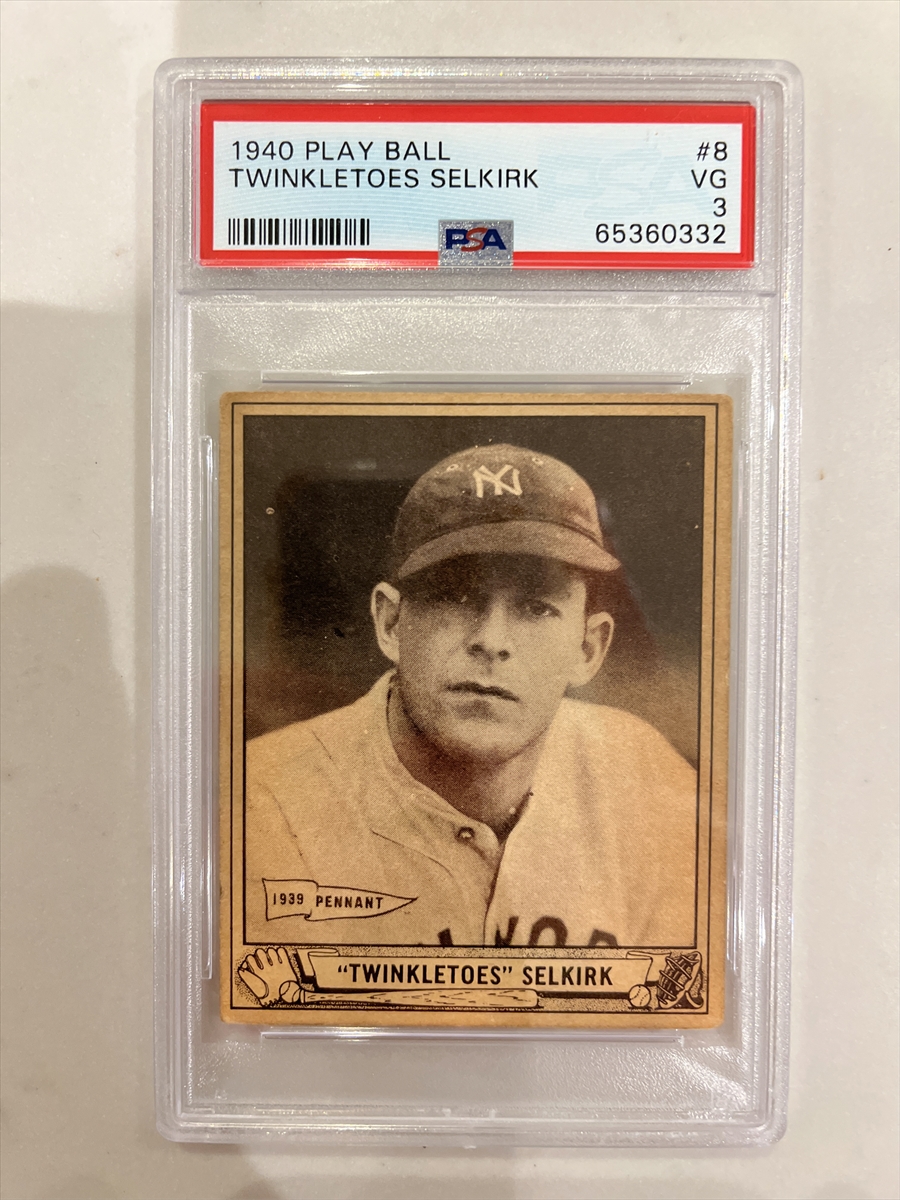 1940 PLAY BALL #8
TWINKLETOES SELKIRK VG
3
PSA 65360332
NY
1939 PENNANT
"TWINKLETOES" SELKIRK